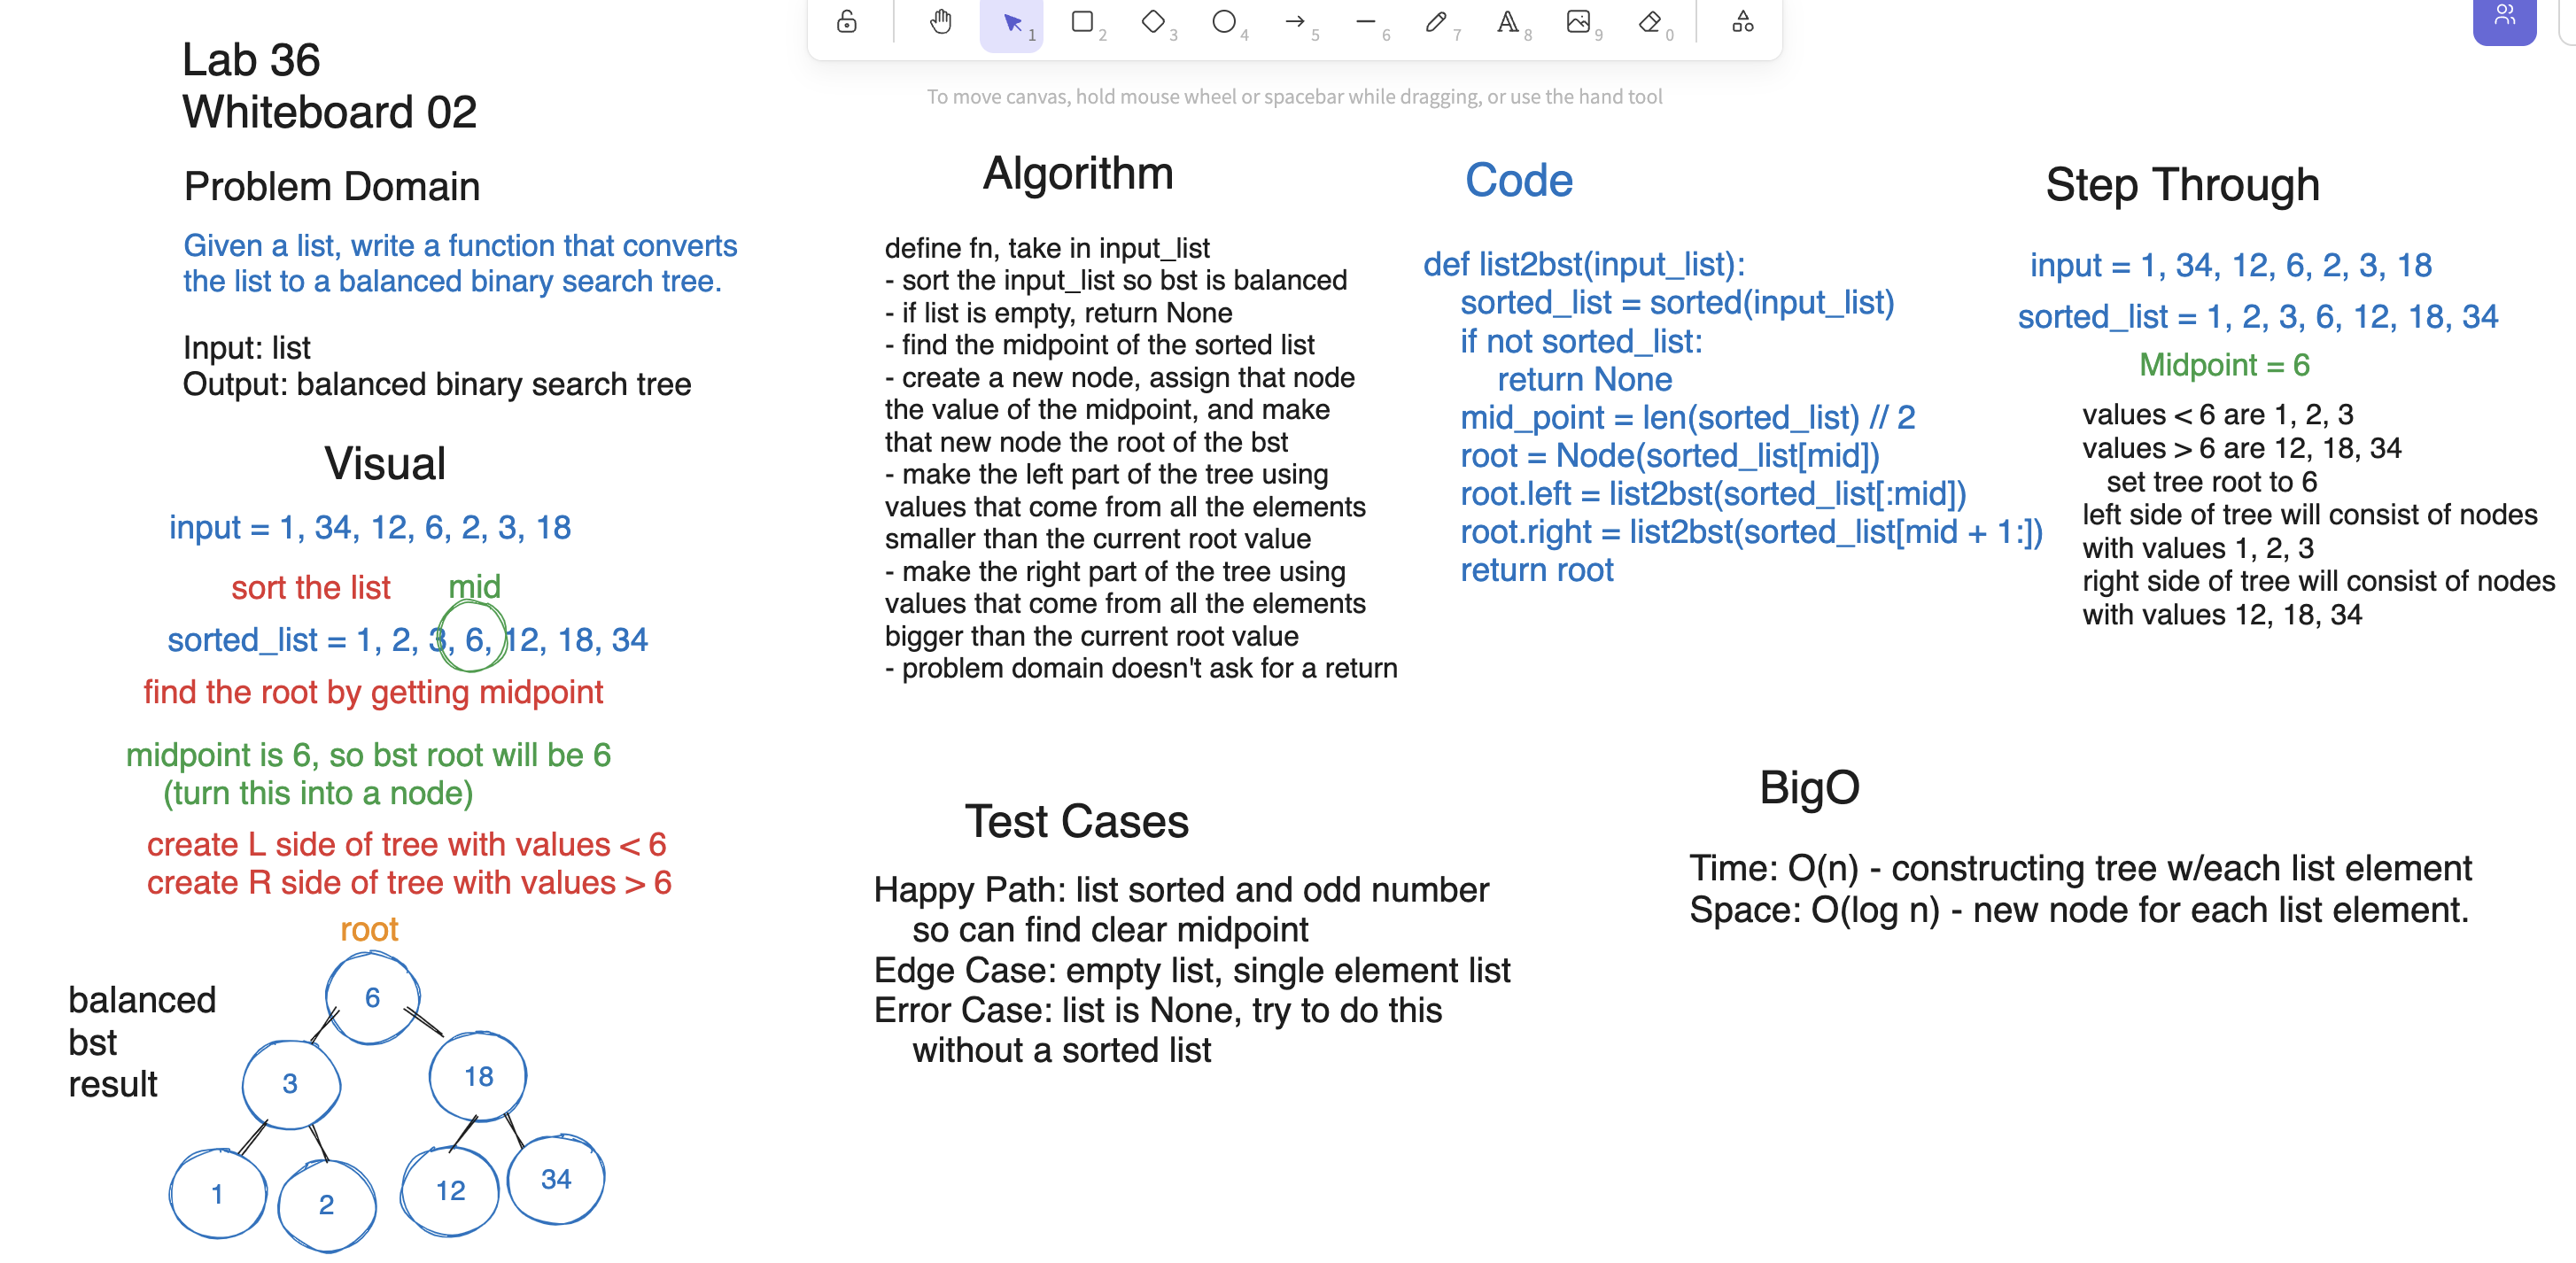 1
2
3
4
5
6
7
8
9
0
To move canvas, hold mouse wheel or spacebar while dragging, or use the hand tool
Lab 36
Whiteboard 02
Problem Domain
Given a list, write a function that converts
the list to a balanced binary search tree.
Input: list
Output: balanced binary search tree
Visual
input = 1, 34, 12, 6, 2, 3, 18
sort the list
mid
sorted_list = 1, 2, 3, 6, 12, 18, 34
find the root by getting midpoint
midpoint is 6, so bst root will be 6
(turn this into a node)
create L side of tree with values < 6
create R side of tree with values > 6
root
balanced
bst
result
6
3
18
1
2
12
34
Algorithm
define fn, take in input_list
- sort the input_list so bst is balanced
- if list is empty, return None
- find the midpoint of the sorted list
- create a new node, assign that node
the value of the midpoint, and make
that new node the root of the bst
- make the left part of the tree using
values that come from all the elements
smaller than the current root value
- make the right part of the tree using
values that come from all the elements
bigger than the current root value
- problem domain doesn't ask for a return
Code
def list2bst(input_list):
sorted_list = sorted(input_list)
if not sorted_list:
return None
mid_point = len(sorted_list) // 2
root = Node(sorted_list[mid])
root.left = list2bst(sorted_list[:mid])
root.right = list2bst(sorted_list[mid + 1:])
return root
Step Through
input = 1, 34, 12, 6, 2, 3, 18
sorted_list = 1, 2, 3, 6, 12, 18, 34
Midpoint = 6
values < 6 are 1, 2, 3
values > 6 are 12, 18, 34
set tree root to 6
left side of tree will consist of nodes
with values 1, 2, 3
right side of tree will consist of nodes
with values 12, 18, 34
Test Cases
Happy Path: list sorted and odd number
so can find clear midpoint
Edge Case: empty list, single element list
Error Case: list is None, try to do this
without a sorted list
BigO
Time: O(n) - constructing tree w/each list element
Space: O(log n) - new node for each list element.